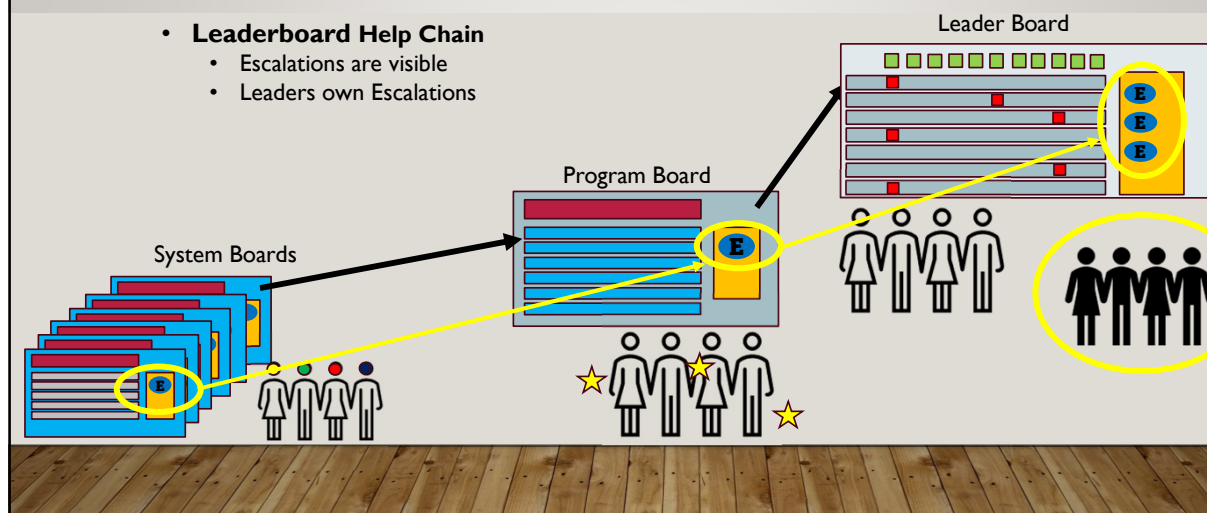 Leaderboard Help Chain
Escalations are visible
Leaders own Escalations
Leader Board
E
E
E
Program Board
E
System Boards
E